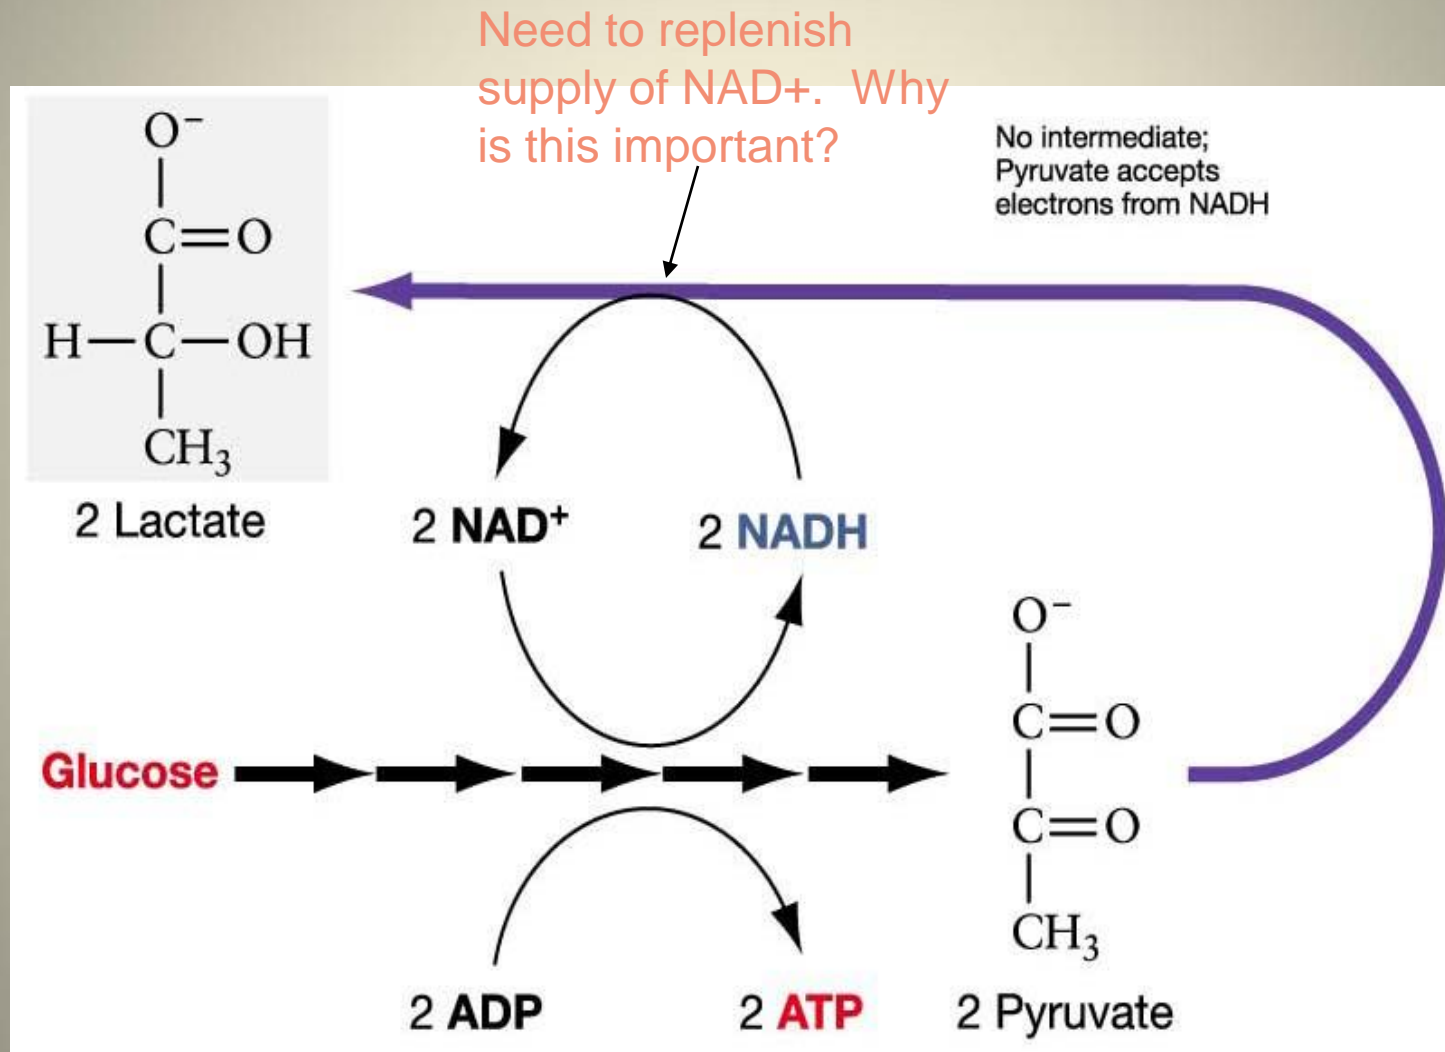 Need to replenish
supply of NAD+. Why
is this important?
No intermediate;
Pyruvate accepts
electrons from NADH
O⁻
C=O
H—C—OH
CH₃
2 Lactate
2 NAD⁺
2 NADH
O⁻
C=O
C=O
CH₃
Glucose
2 ADP
2 ATP
2 Pyruvate